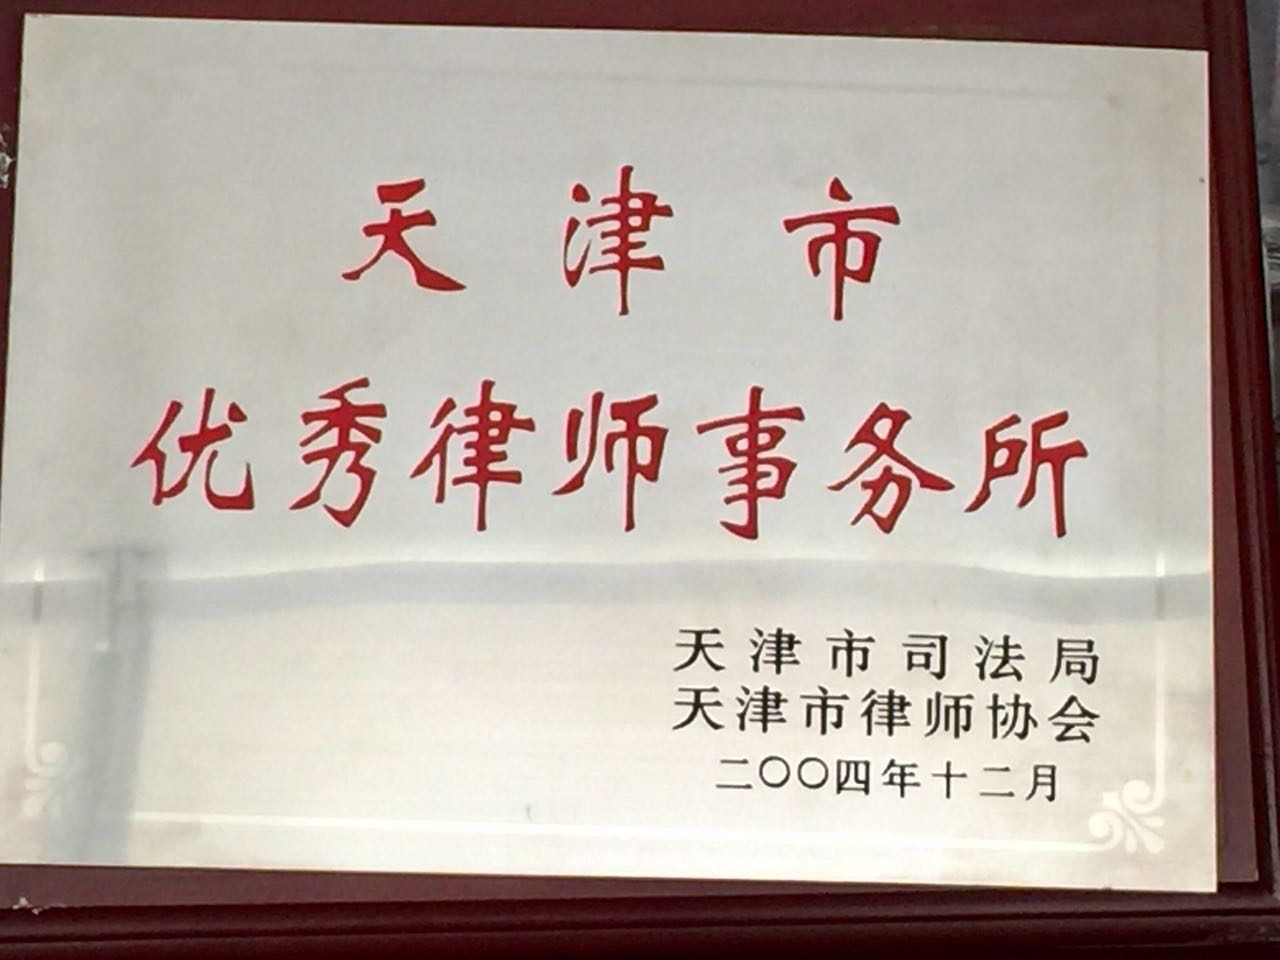 天津市
优秀律师事务所
天津市司法局
天津市律师协会
二〇〇四年十二月